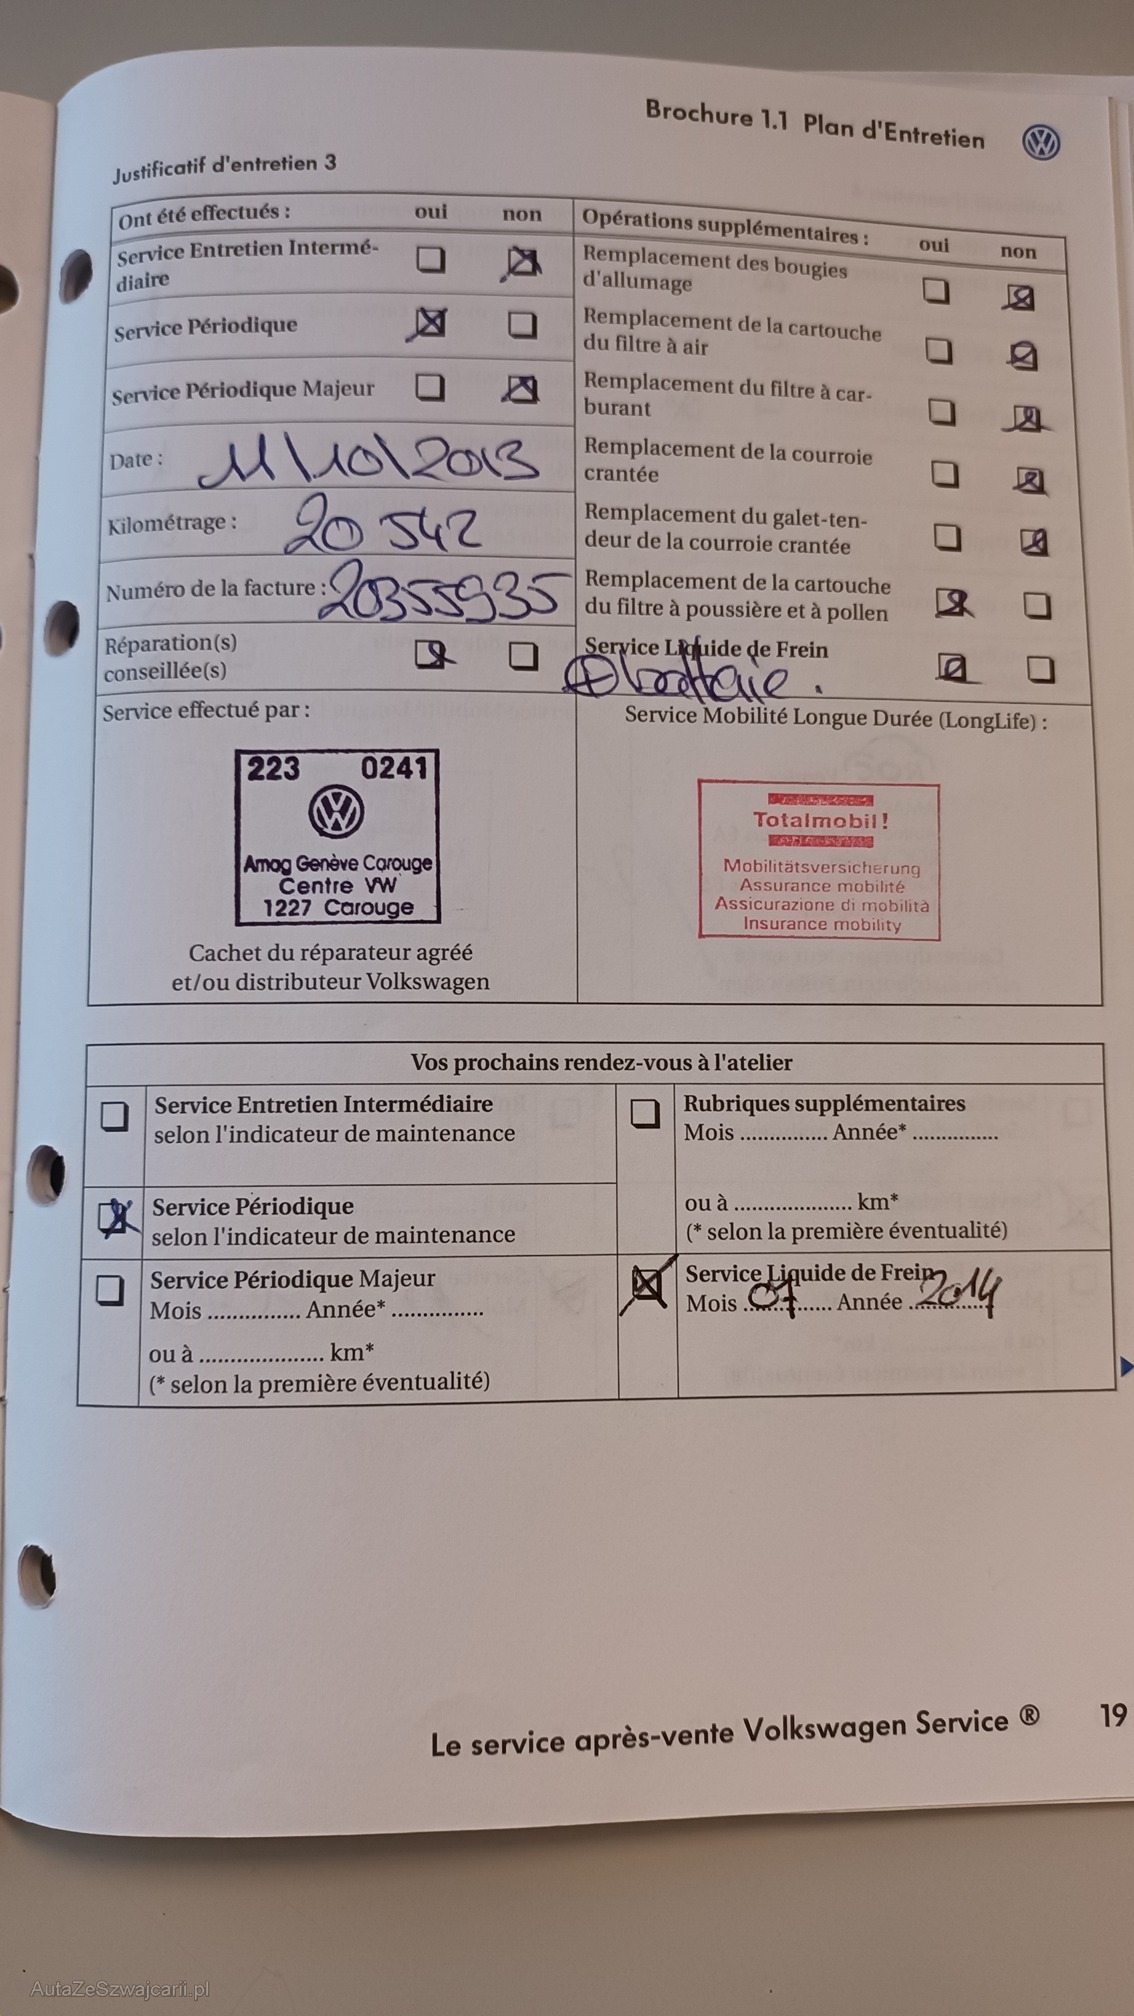 Brochure 1.1 Plan d'Entretien
Justificatif d'entretien 3
Ont été effectués : oui non
Service Entretien Intermé-
diaire
Service Périodique
Service Périodique Majeur
Date : 11/10/2013
Kilométrage : 20 542
Numéro de la facture : 20355935
Réparation(s)
conseillée(s)
Opérations supplémentaires : oui non
Remplacement des bougies
d'allumage
Remplacement de la cartouche
du filtre à air
Remplacement du filtre à car-
burant
Remplacement de la courroie
crantée
Remplacement du galet-ten-
deur de la courroie crantée
Remplacement de la cartouche
du filtre à poussière et à pollen
Service Liquide de Frein
Service effectué par :
223 0241
VW
Amag Genève Carouge
Centre VW
1227 Carouge
Cachet du réparateur agréé
et/ou distributeur Volkswagen
Service Mobilité Longue Durée (LongLife) :
Totalmobil!
Mobilitätsversicherung
Assurance mobilité
Assicurazione di mobilità
Insurance mobility
Vos prochains rendez-vous à l'atelier
Service Entretien Intermédiaire
selon l'indicateur de maintenance
Service Périodique
selon l'indicateur de maintenance
Service Périodique Majeur
Mois ............... Année* ...............
ou à .................... km*
(* selon la première éventualité)
Rubriques supplémentaires
Mois ............... Année* ...............
ou à .................... km*
(* selon la première éventualité)
Service Liquide de Frein
Mois 07 Année 2014
Le service après-vente Volkswagen Service ® 19
AutaZeSzwajcarii.pl